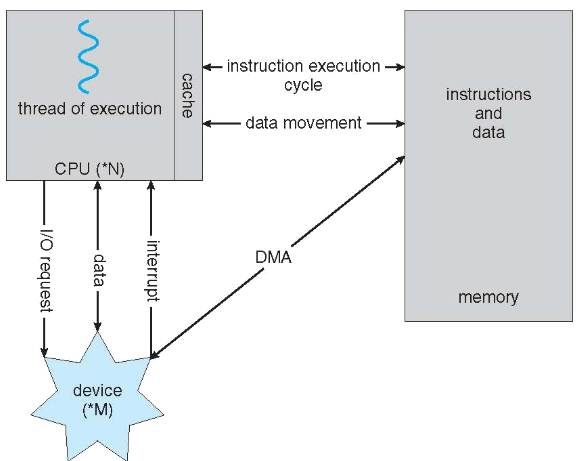 thread of execution
cache
CPU (*N)
instruction execution
cycle
data movement
instructions
and
data
memory
I/O request
data
interrupt
DMA
device
(*M)